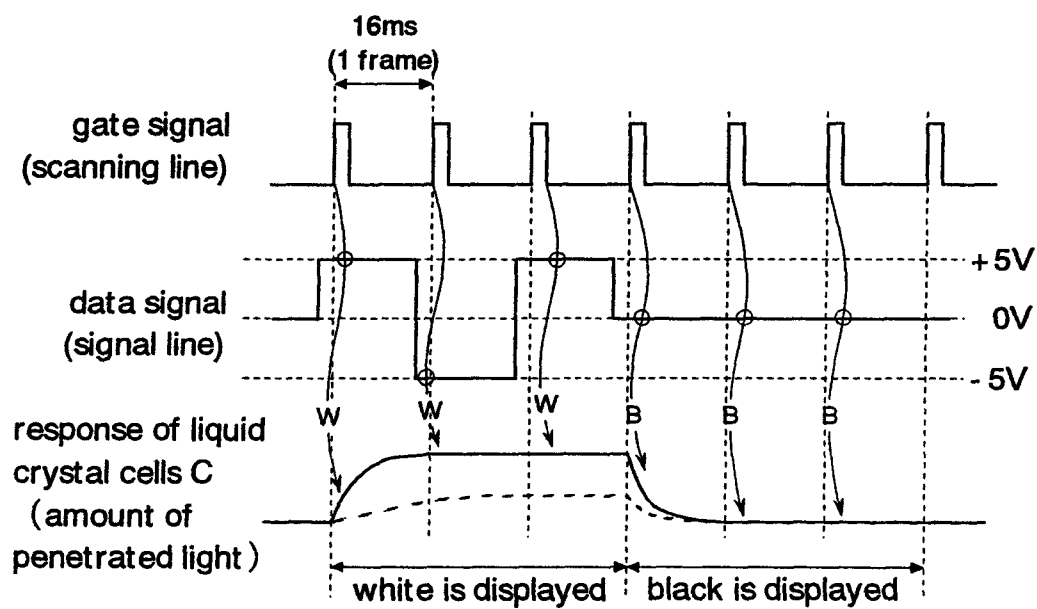 16ms
(1 frame)
gate signal
(scanning line)
+5V
data signal
(signal line)
0V
-5V
W W W B B B
response of liquid
crystal cells C
(amount of
penetrated light)
white is displayed black is displayed